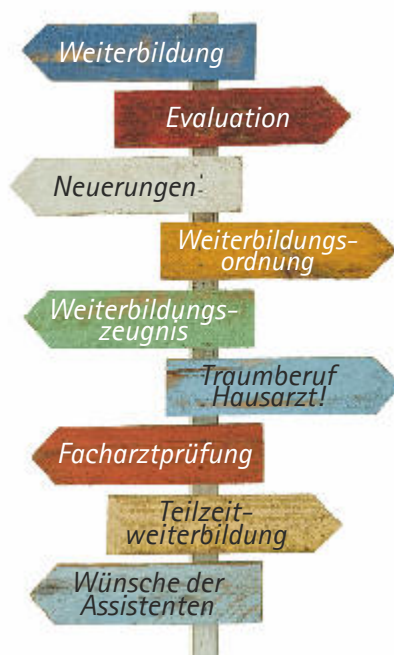 Weiterbildung
Evaluation
Neuerungen
Weiterbildungs-
ordnung
Weiterbildungs-
zeugnis
Traumberuf
Hausarzt!
Facharztprüfung
Teilzeit-
weiterbildung
Wünsche der
Assistenten